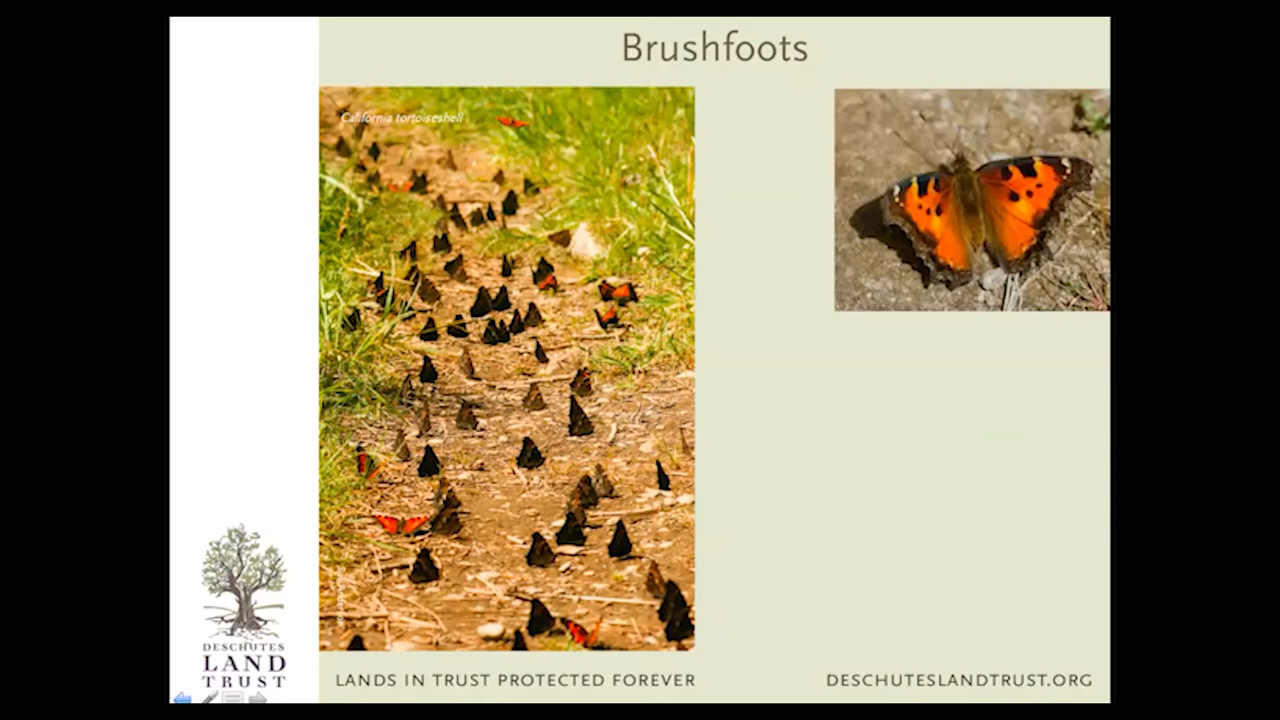 Brushfoots
California tortoiseshell
DESCHUTES
LAND
TRUST
LANDS IN TRUST PROTECTED FOREVER
DESCHUTESLANDTRUST.ORG